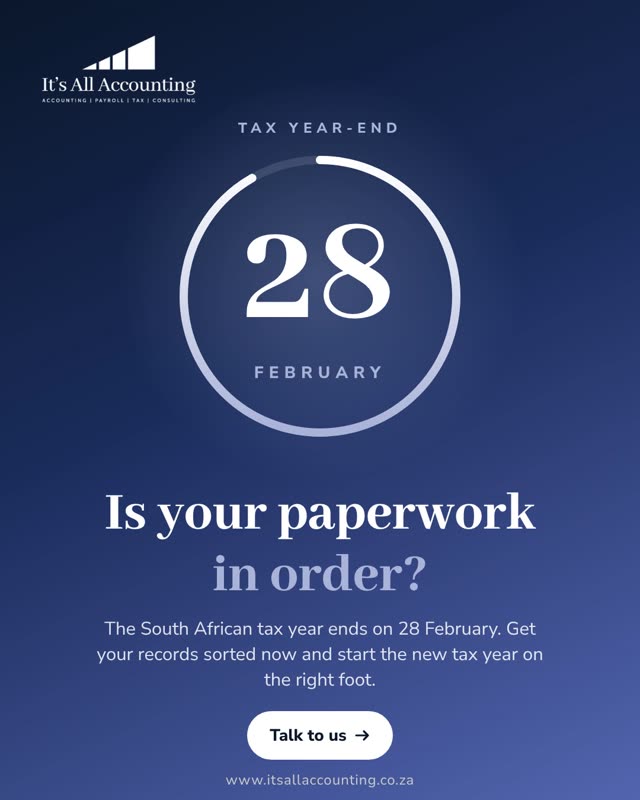 It's All Accounting
ACCOUNTING | PAYROLL | TAX | CONSULTING
TAX YEAR-END
28
FEBRUARY
Is your paperwork
in order?
The South African tax year ends on 28 February. Get
your records sorted now and start the new tax year on
the right foot.
Talk to us →
www.itsallaccounting.co.za